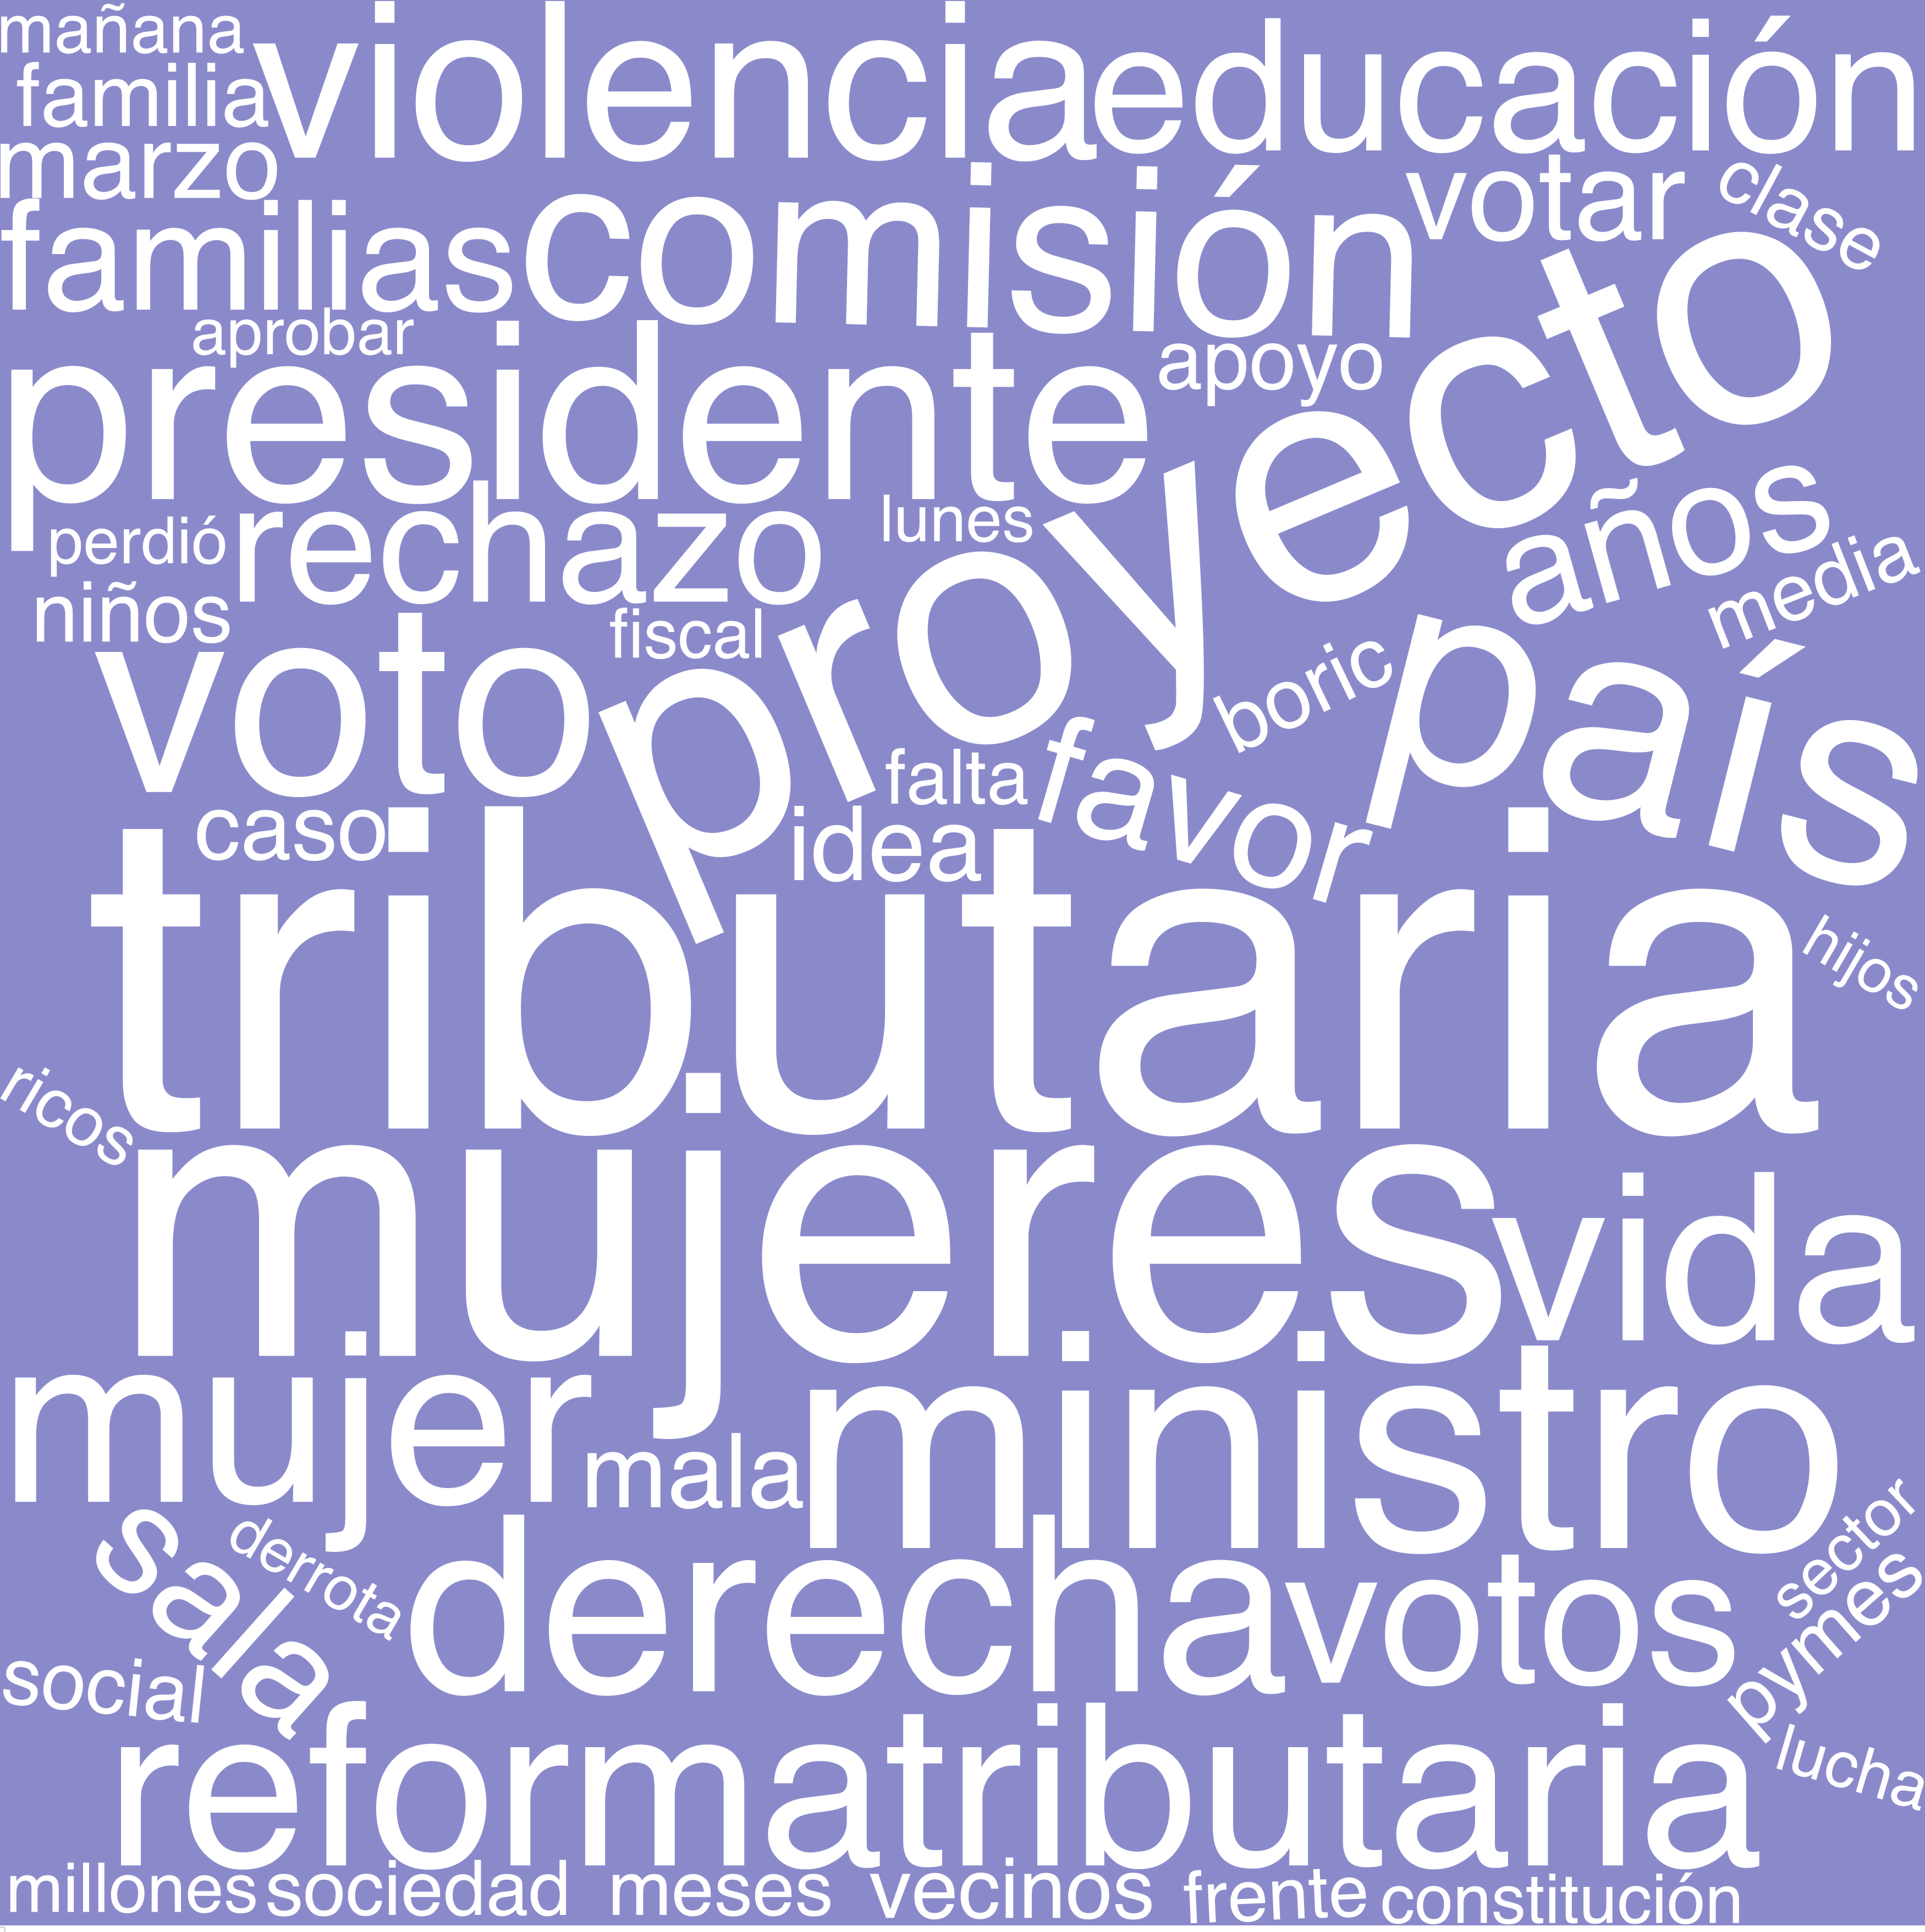 mañana
violencia
educación
familia
marzo
votar
clase
familias
comisión
aprobar
apoyo
presidente
proyecto
lunes
años
media
perdió
rechazo
niños
fiscal
boric
país
voto
falta
favor
caso
idea
tributaria
hijos
ricos
mujeres
vida
mujer
mala
ministro
sector
Sala
derrota
derecha
votos
pymes
social
lucha
reformatributaria
millones
sociedad
meses
vecinos
frente
constitución